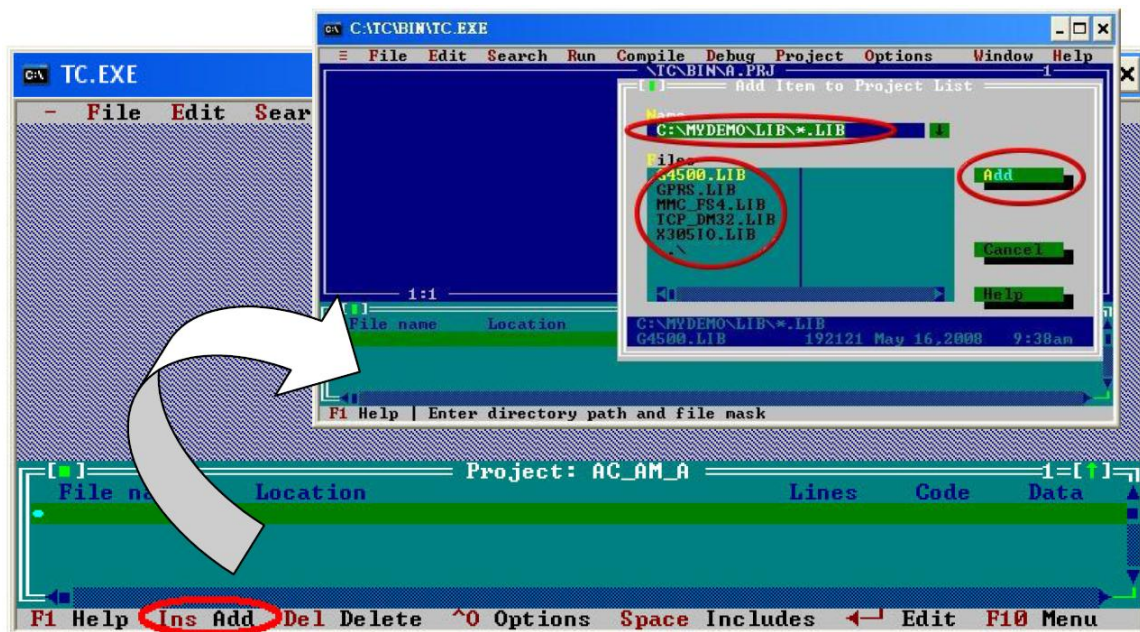 C:\TC\BIN\TC.EXE
≡ File Edit Search Run Compile Debug Project Options Window Help
\TC\BIN\A.PRJ 1
[ ] Add Item to Project List
Name
C:\MYDEMO\LIB\*.LIB
Files
G4500.LIB
GPRS.LIB
MMC_FS4.LIB
TCP_DM32.LIB
X305IO.LIB
..\
Add
Cancel
Help
C:\MYDEMO\LIB\*.LIB
G4500.LIB 192121 May 16,2008 9:38am
1:1
File name Location
F1 Help | Enter directory path and file mask
TC.EXE
- File Edit Sear
[ ] Project: AC_AM_A 1=[↑]
File na Location Lines Code Data
F1 Help Ins Add Del Delete ^O Options Space Includes ◄─┘ Edit F10 Menu